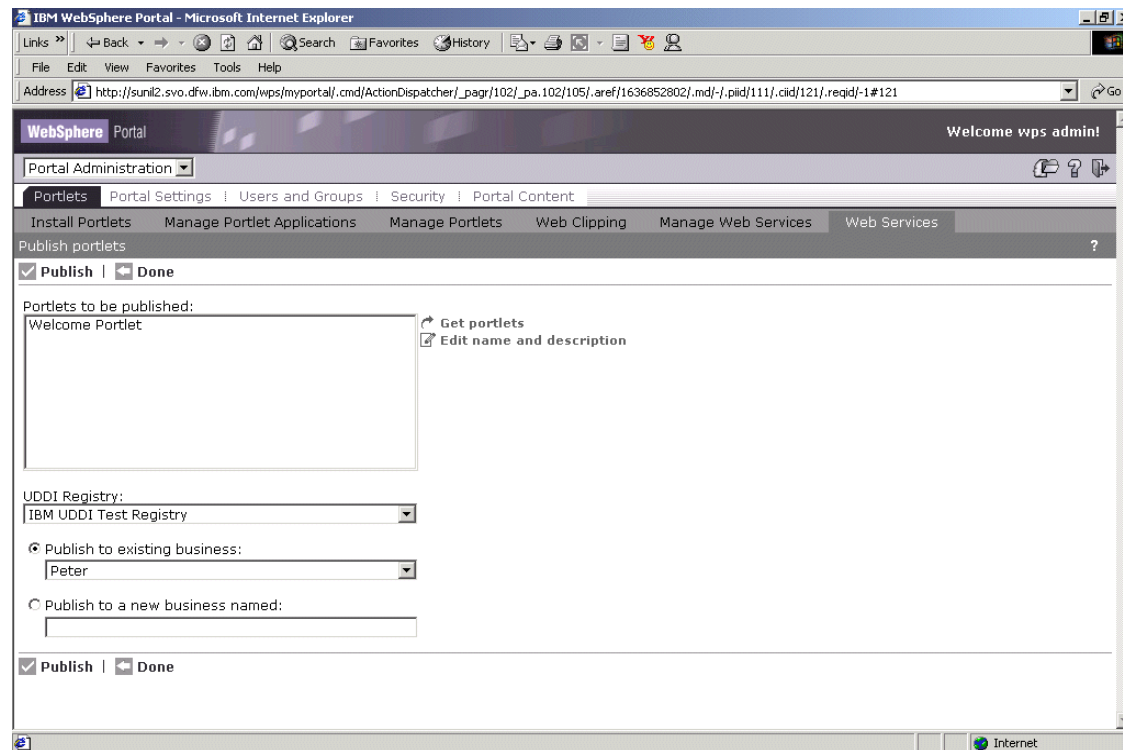 IBM WebSphere Portal - Microsoft Internet Explorer
Links » Back Search Favorites History
File Edit View Favorites Tools Help
Address http://sunil2.svo.dfw.ibm.com/wps/myportal/.cmd/ActionDispatcher/_pagr/102/_pa.102/105/.aref/1636852802/.md/-/.piid/111/.ciid/121/.reqid/-1#121 Go
WebSphere Portal Welcome wps admin!
Portal Administration ?
Portlets Portal Settings | Users and Groups | Security | Portal Content
Install Portlets Manage Portlet Applications Manage Portlets Web Clipping Manage Web Services Web Services
Publish portlets ?
Publish | Done
Portlets to be published:
Welcome Portlet
Get portlets
Edit name and description
UDDI Registry:
IBM UDDI Test Registry
Publish to existing business:
Peter
Publish to a new business named:
Publish | Done
Internet